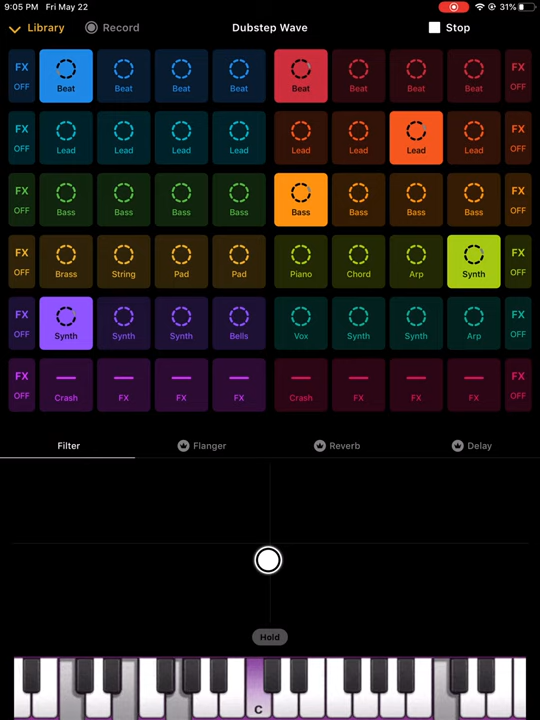 9:05 PM Fri May 22 31%
Library Record Dubstep Wave Stop
FX Beat Beat Beat Beat Beat Beat Beat Beat FX
OFF OFF
FX Lead Lead Lead Lead Lead Lead Lead Lead FX
OFF OFF
FX Bass Bass Bass Bass Bass Bass Bass Bass FX
OFF OFF
FX Brass String Pad Pad Piano Chord Arp Synth FX
OFF OFF
FX Synth Synth Synth Bells Vox Synth Synth Arp FX
OFF OFF
FX Crash FX FX FX Crash FX FX FX FX
OFF OFF
Filter Flanger Reverb Delay
Hold
C